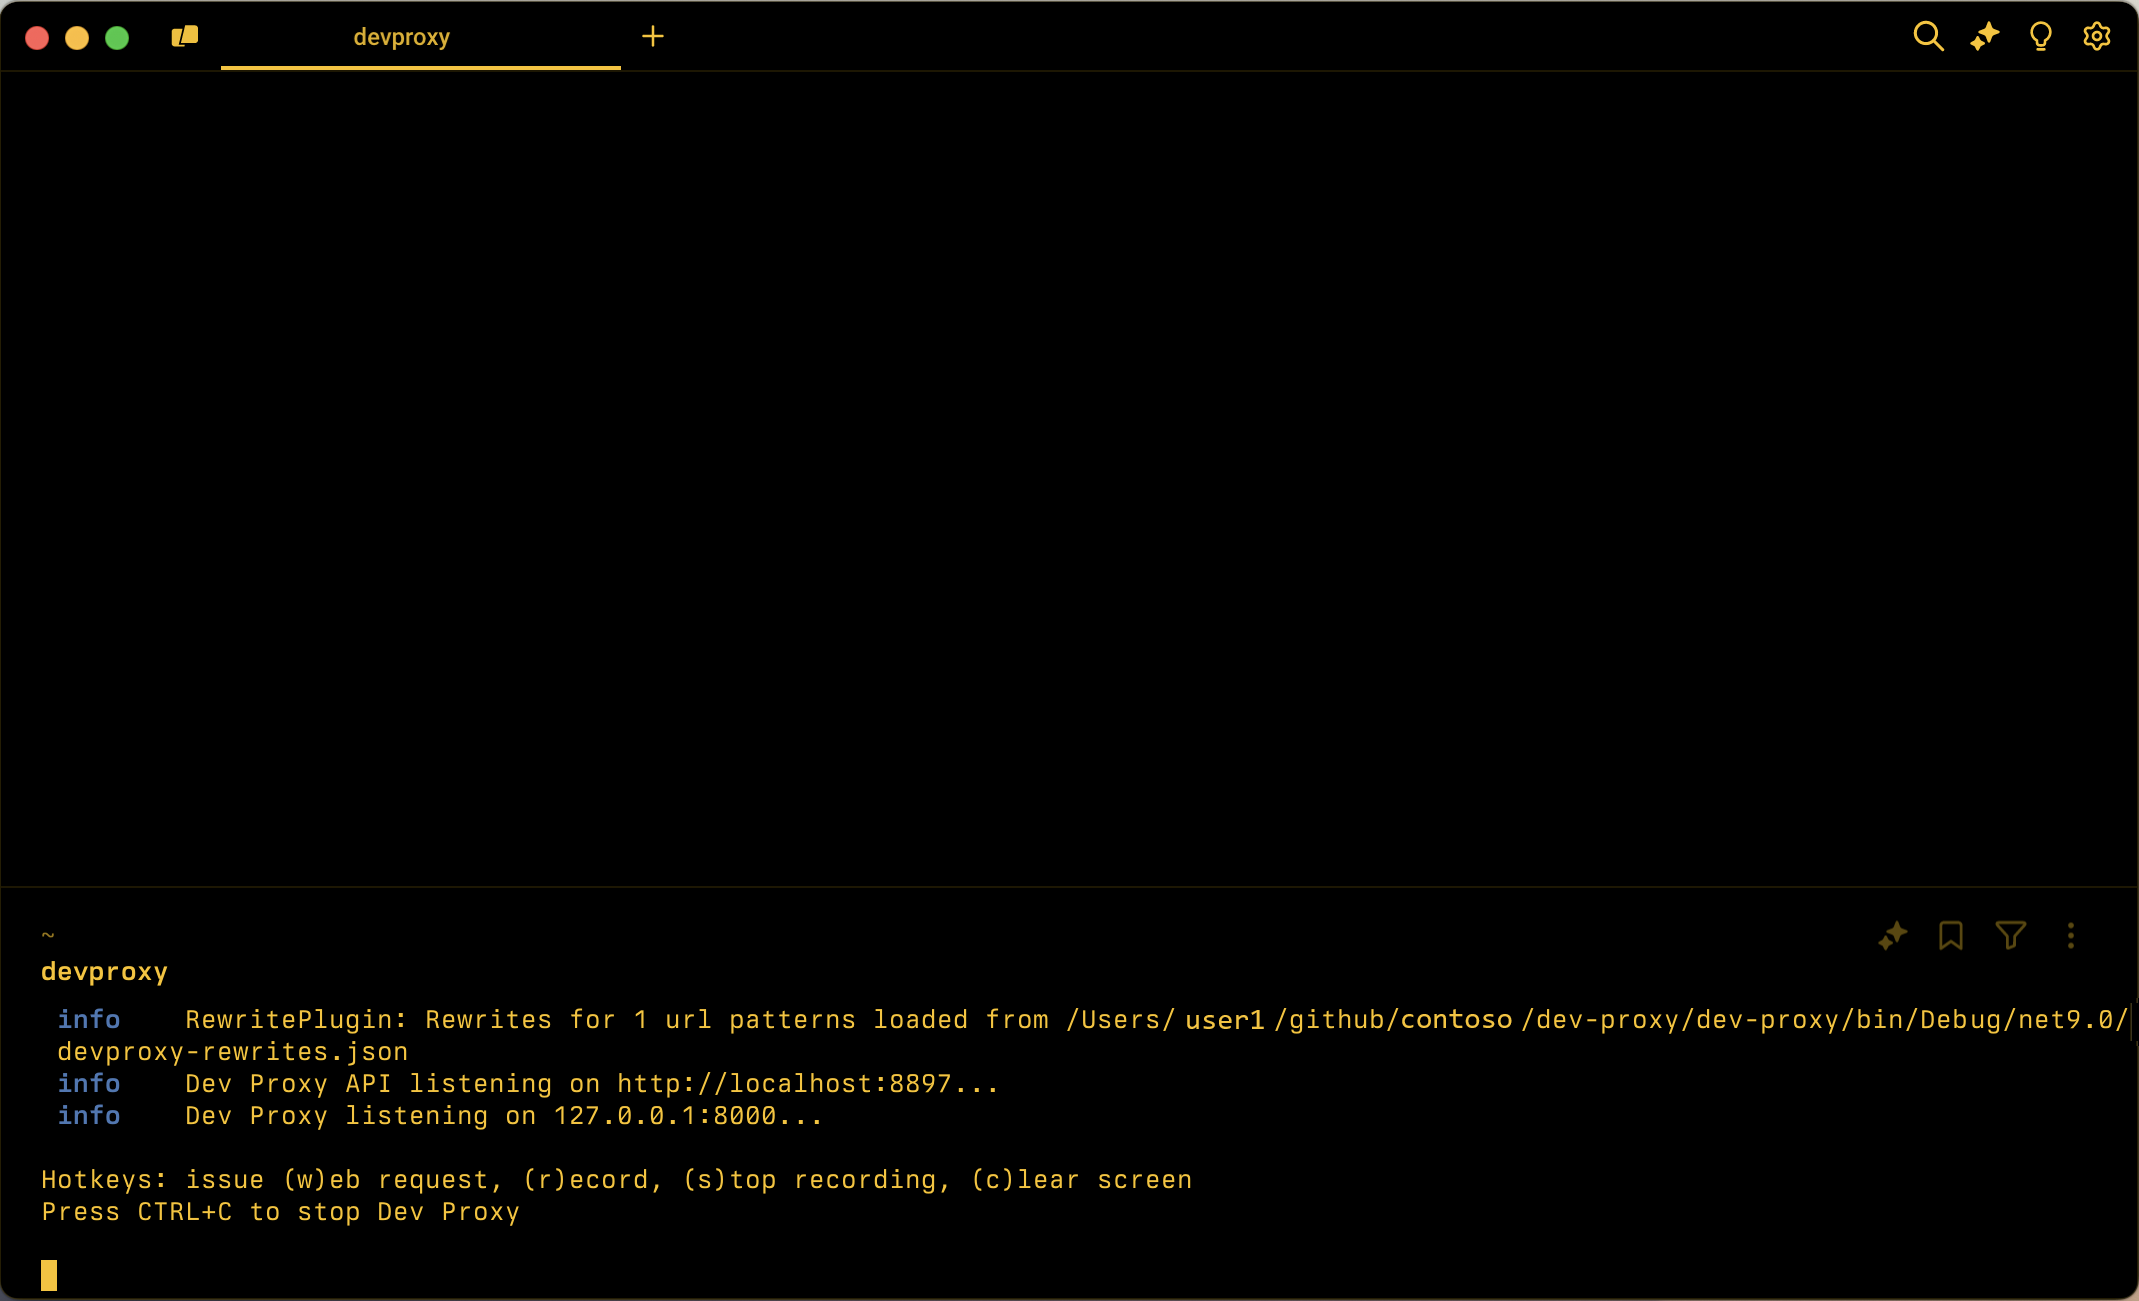 devproxy
~
devproxy
info RewritePlugin: Rewrites for 1 url patterns loaded from /Users/ user1 /github/contoso /dev-proxy/dev-proxy/bin/Debug/net9.0/
devproxy-rewrites.json
info Dev Proxy API listening on http://localhost:8897...
info Dev Proxy listening on 127.0.0.1:8000...
Hotkeys: issue (w)eb request, (r)ecord, (s)top recording, (c)lear screen
Press CTRL+C to stop Dev Proxy